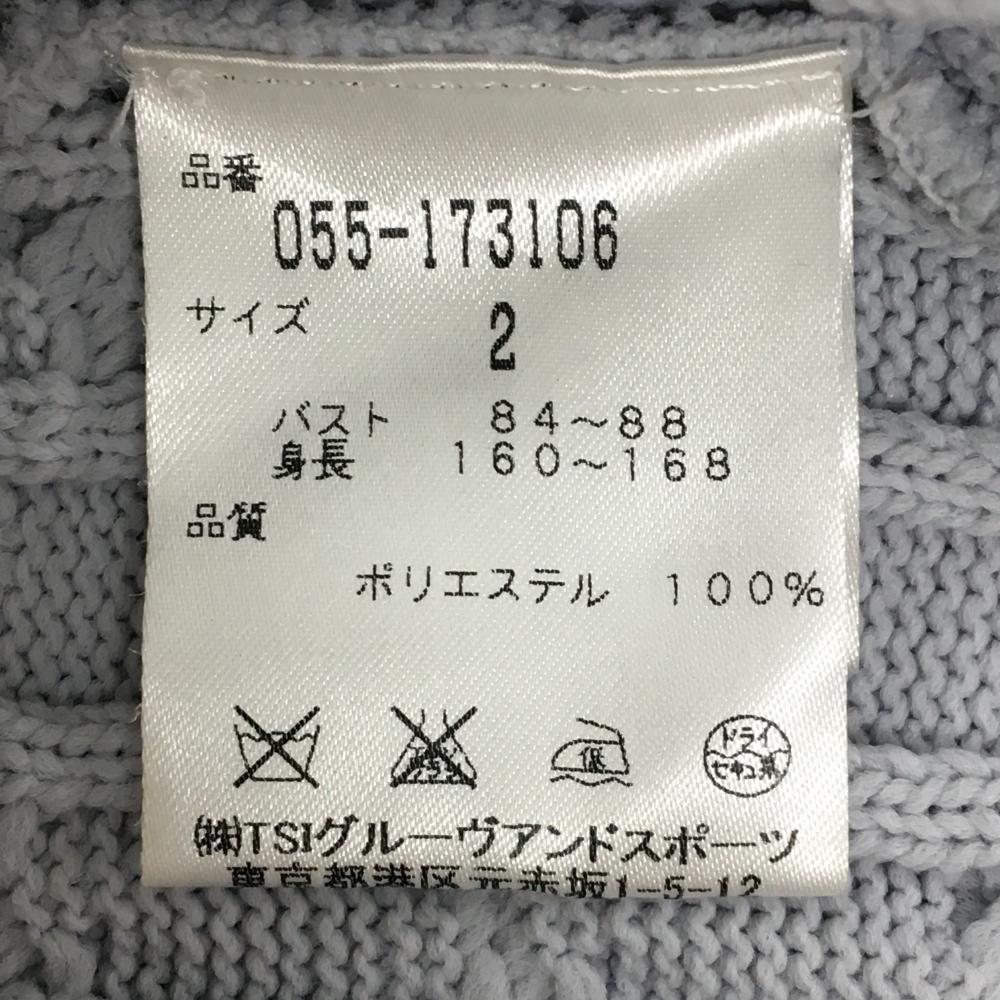 品番
055-173106
サイズ 2
バスト 84～88
身長 160～168
品質
ポリエステル 100%
低
ドライ
セキユ系
(株)TSIグルーヴアンドスポーツ
東京都港区元赤坂1-5-12